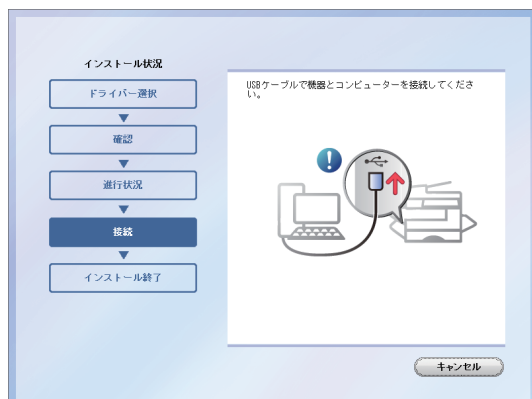 インストール状況
ドライバー選択
確認
進行状況
接続
インストール終了
USBケーブルで機器とコンピューターを接続してくださ
い。
キャンセル